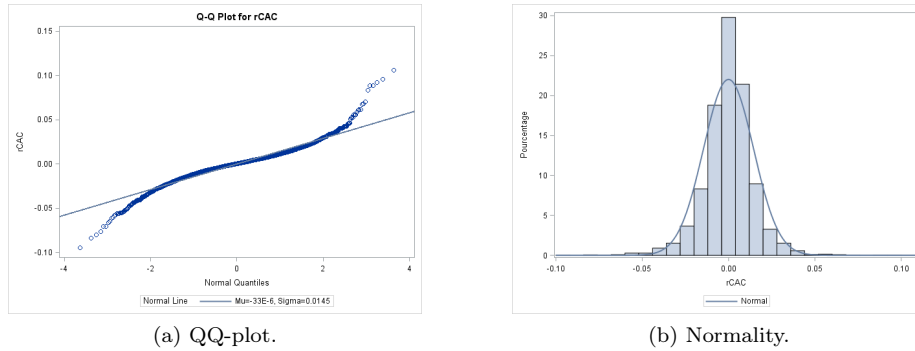 Q-Q Plot for rCAC
0.15
0.10
0.05
0.00
-0.05
-0.10
rCAC
-4
-2
0
2
4
Normal Quantiles
Normal Line Mu=-33E-6, Sigma=0.0145
(a) QQ-plot.
30
25
20
15
10
5
0
Pourcentage
-0.10
-0.05
0.00
0.05
0.10
rCAC
Normal
(b) Normality.